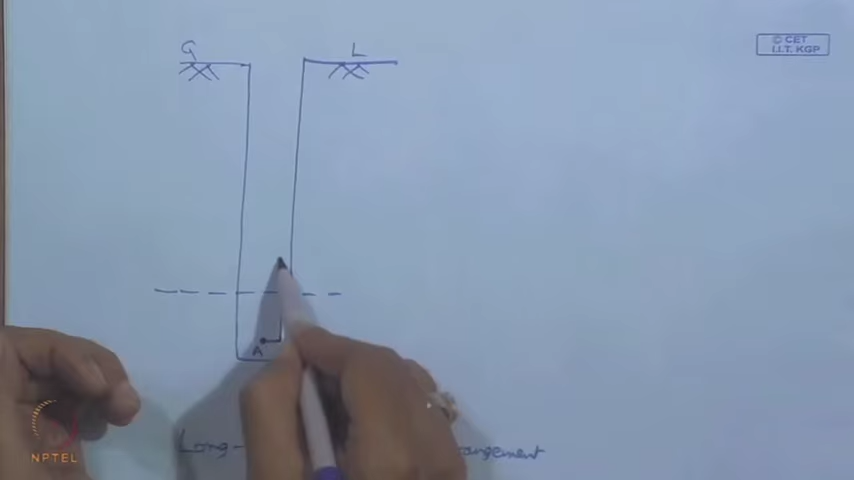 G L
© CET
I.I.T. KGP
A
Long-
angement
NPTEL